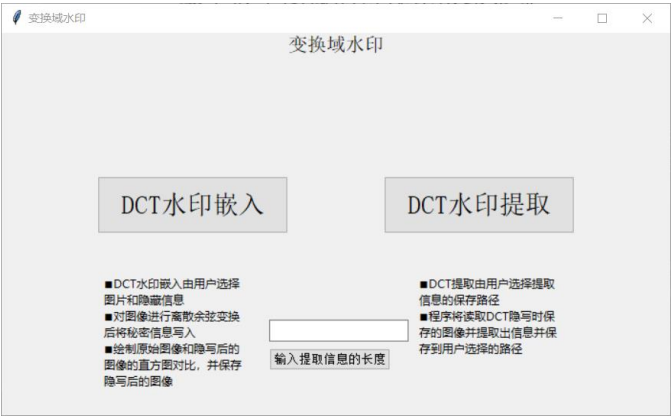 变换域水印
变换域水印
DCT水印嵌入
DCT水印提取
■DCT水印嵌入由用户选择
图片和隐蔽信息
■对图像进行离散余弦变换
后将秘密信息写入
■绘制原始图像和隐写后的
图像的直方图对比，并保存
隐写后的图像
输入提取信息的长度
■DCT提取由用户选择提取
信息的保存路径
■程序将读取DCT隐写时保
存的图像并提取出信息并保
存到用户选择的路径